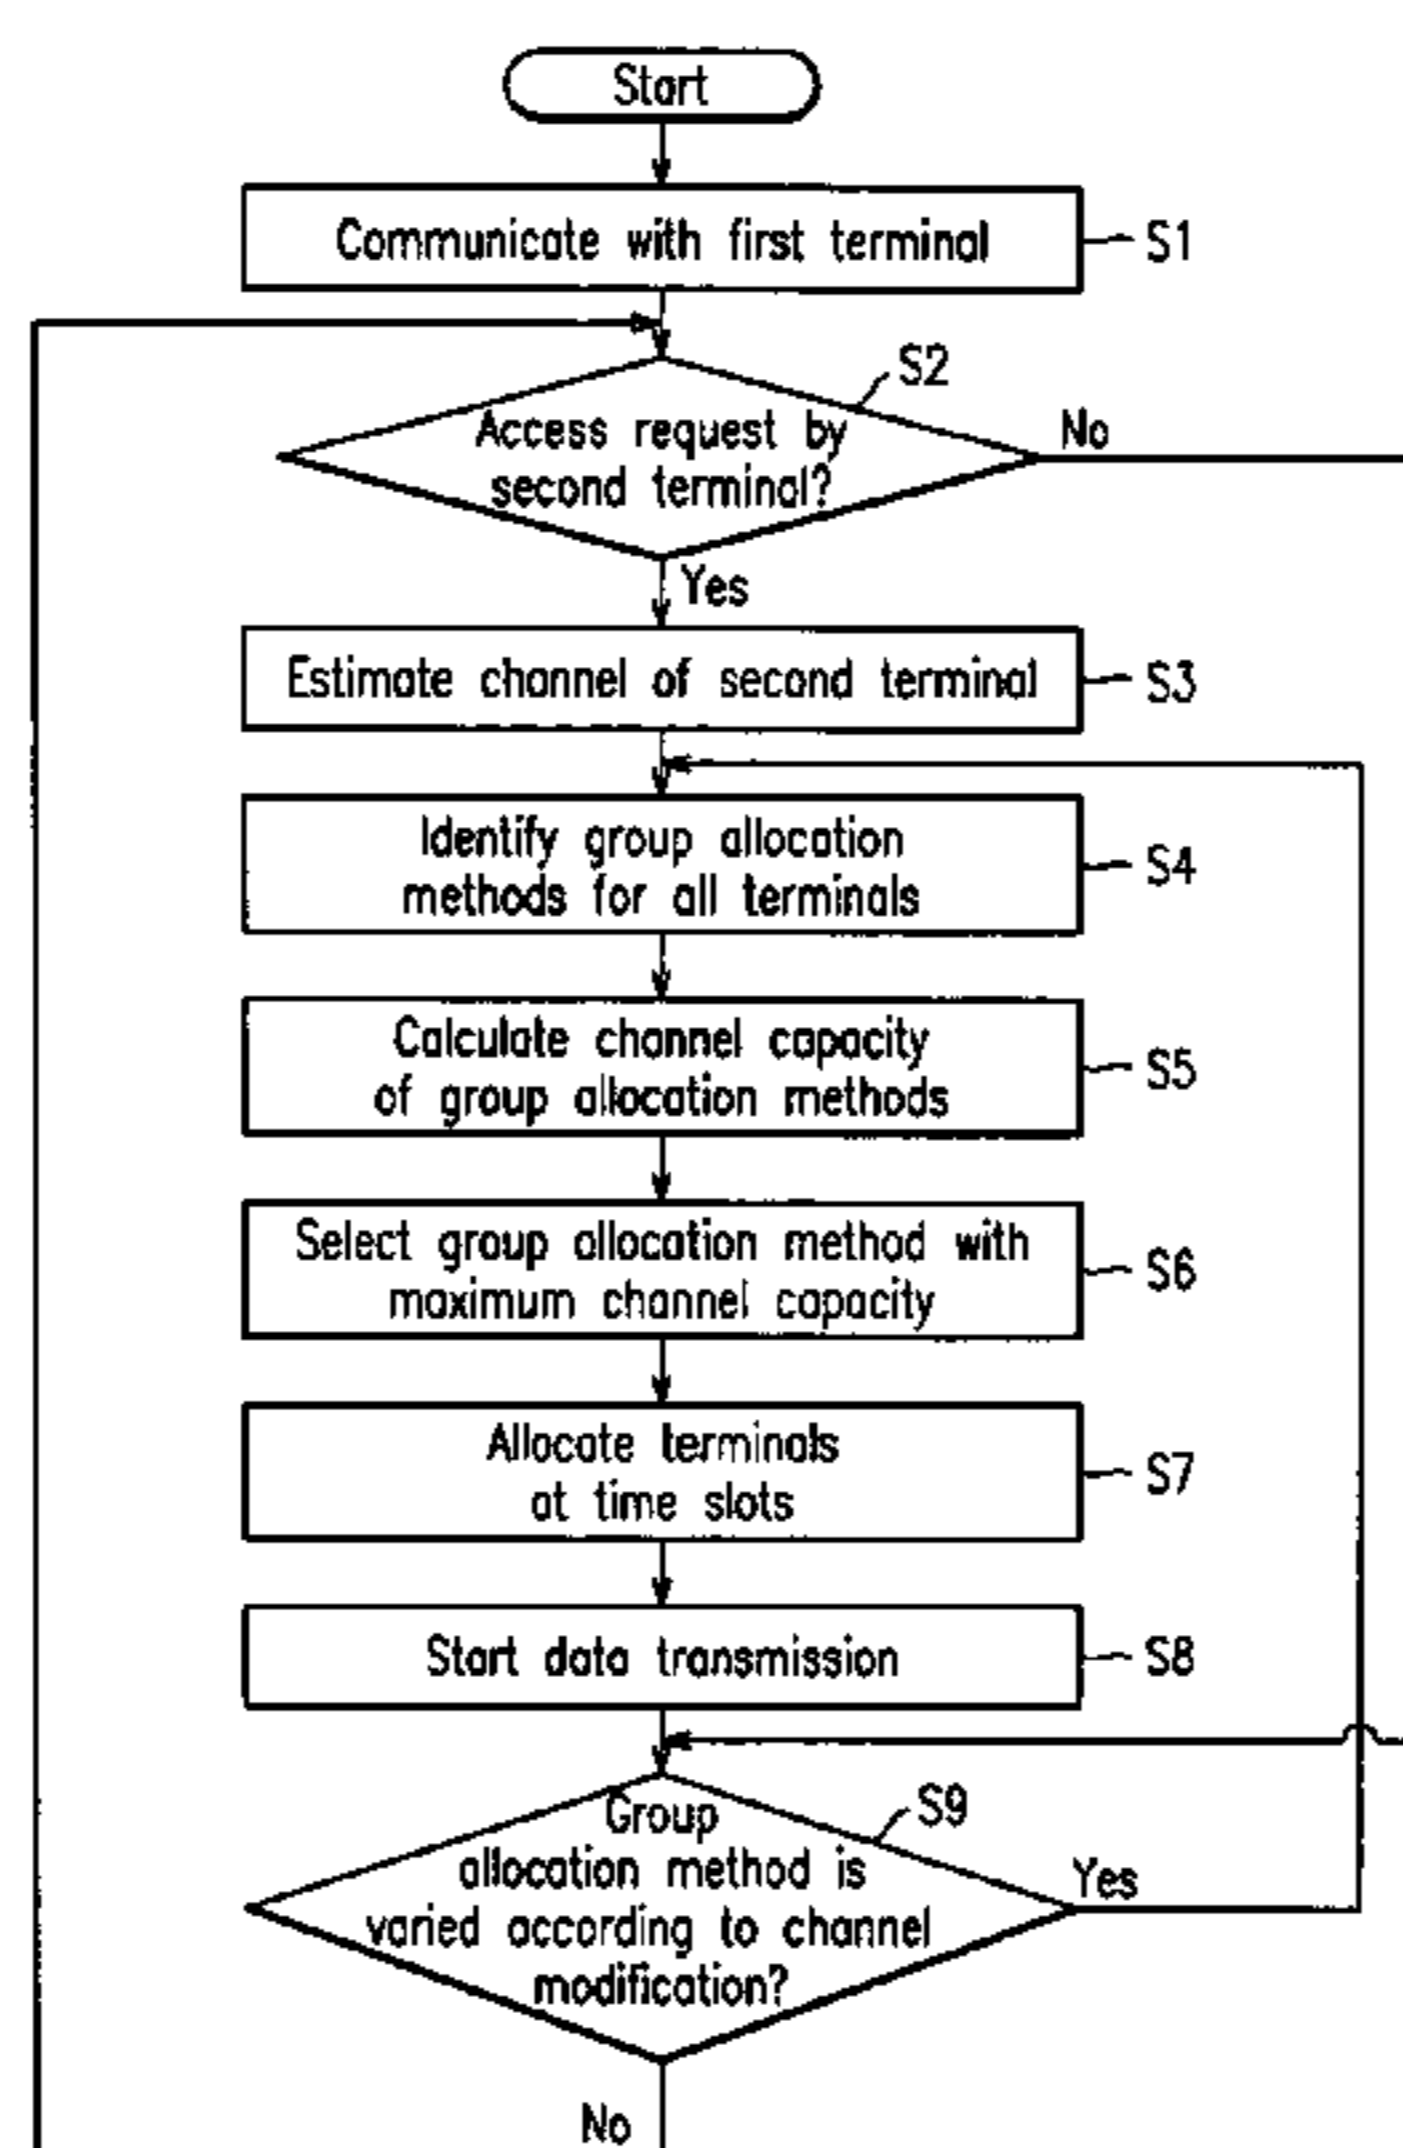 Start
Communicate with first terminal
S1
S2
Access request by
second terminal?
No
Yes
Estimate channel of second terminal
S3
Identify group allocation
methods for all terminals
S4
Calculate channel capacity
of group allocation methods
S5
Select group allocation method with
maximum channel capacity
S6
Allocate terminals
at time slots
S7
Start data transmission
S8
S9
Group
allocation method is
varied according to channel
modification?
Yes
No